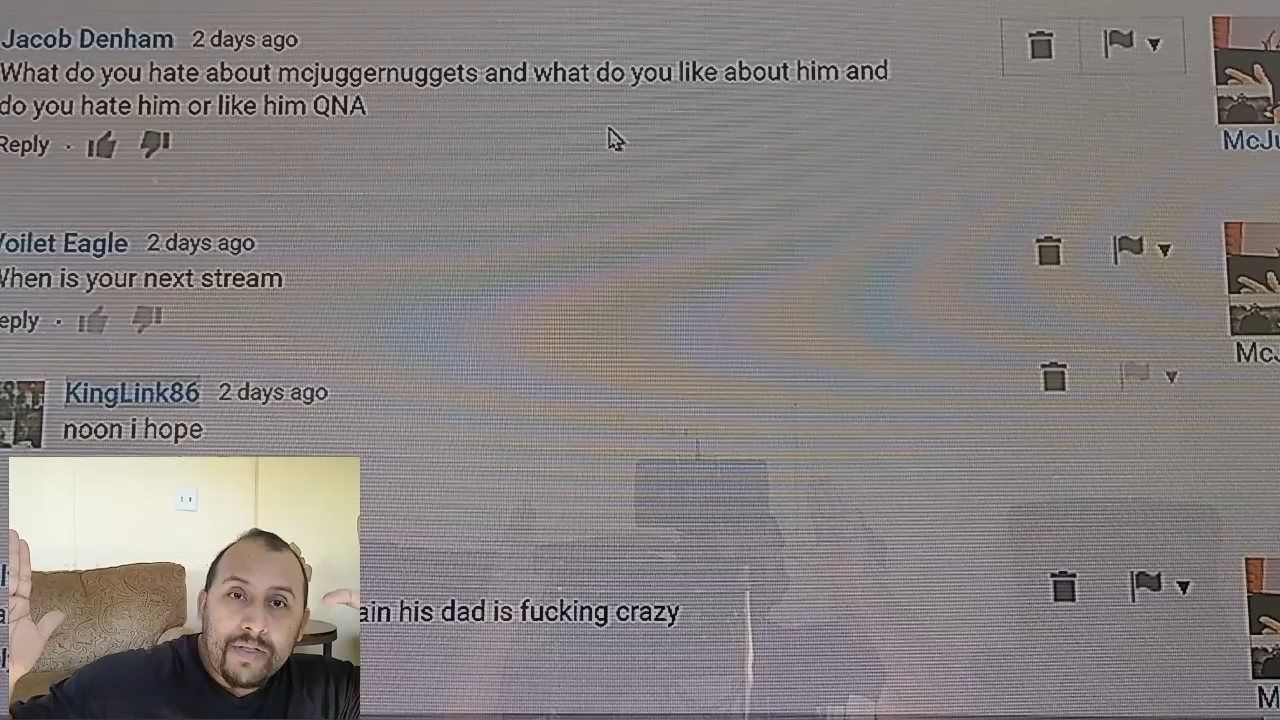 Jacob Denham 2 days ago
What do you hate about mcjuggernuggets and what do you like about him and
do you hate him or like him QNA
Reply
McJu
Voilet Eagle 2 days ago
When is your next stream
eply
Mc
KingLink86 2 days ago
noon i hope
ain his dad is fucking crazy
M